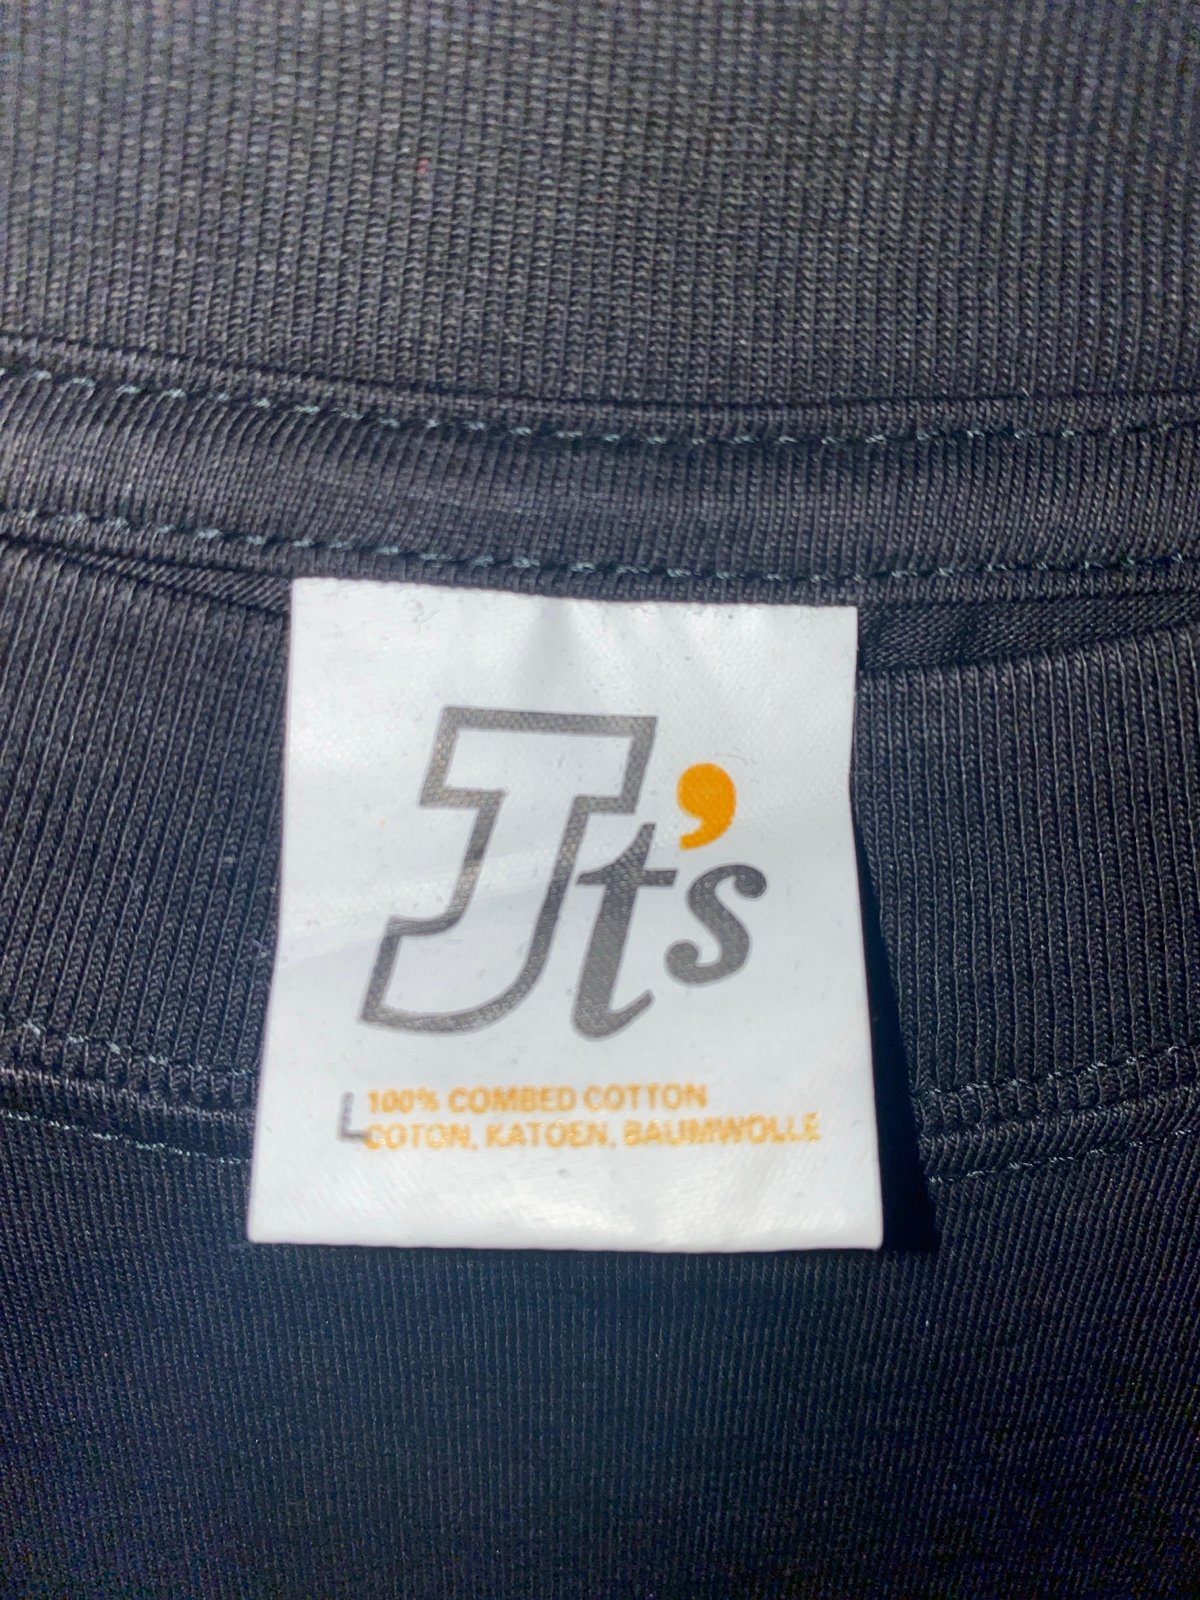 Jt's
L 100% COMBED COTTON
COTON, KATOEN, BAUMWOLLE